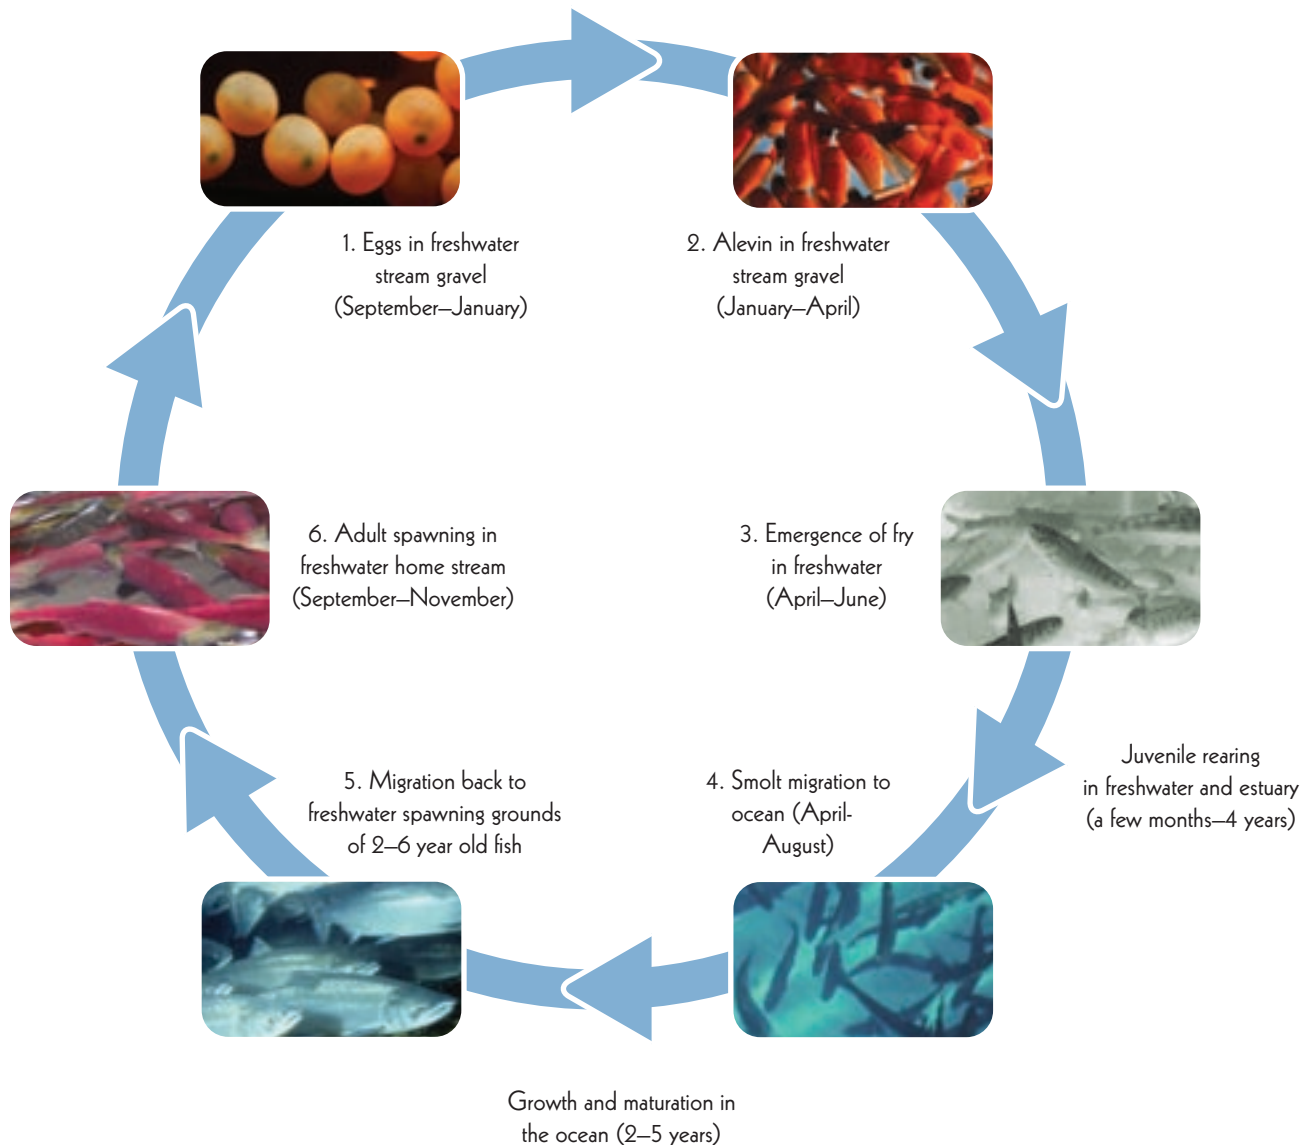 1. Eggs in freshwater
stream gravel
(September–January)
2. Alevin in freshwater
stream gravel
(January–April)
3. Emergence of fry
in freshwater
(April–June)
Juvenile rearing
in freshwater and estuary
(a few months–4 years)
4. Smolt migration to
ocean (April-
August)
Growth and maturation in
the ocean (2–5 years)
5. Migration back to
freshwater spawning grounds
of 2–6 year old fish
6. Adult spawning in
freshwater home stream
(September–November)